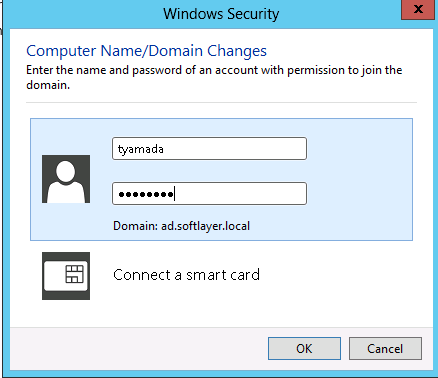 Windows Security
x
Computer Name/Domain Changes
Enter the name and password of an account with permission to join the
domain.
tyamada
●●●●●●●●
Domain: ad.softlayer.local
Connect a smart card
OK
Cancel